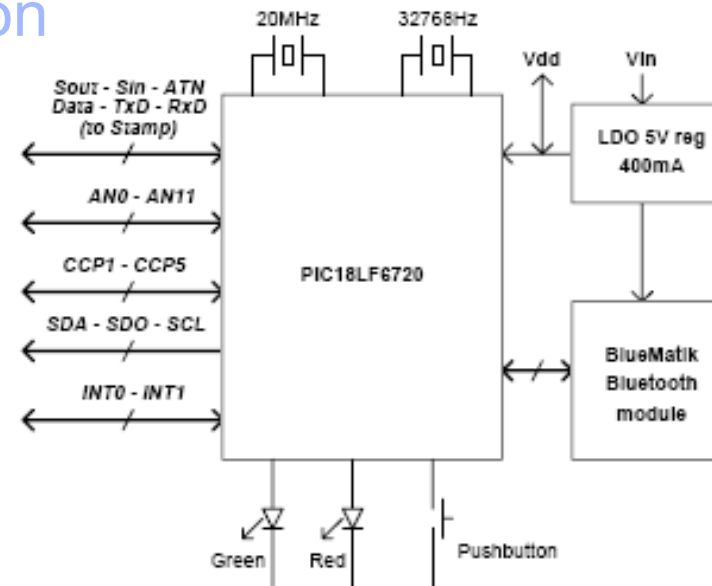 on
20MHz
32768Hz
Sout - Sin - ATN
Data - TxD - RxD
(to Stamp)
Vdd
Vin
LDO 5V reg
400mA
AN0 - AN11
CCP1 - CCP5
PIC18LF6720
SDA - SDO - SCL
BlueMatik
Bluetooth
module
INT0 - INT1
Green
Red
Pushbutton